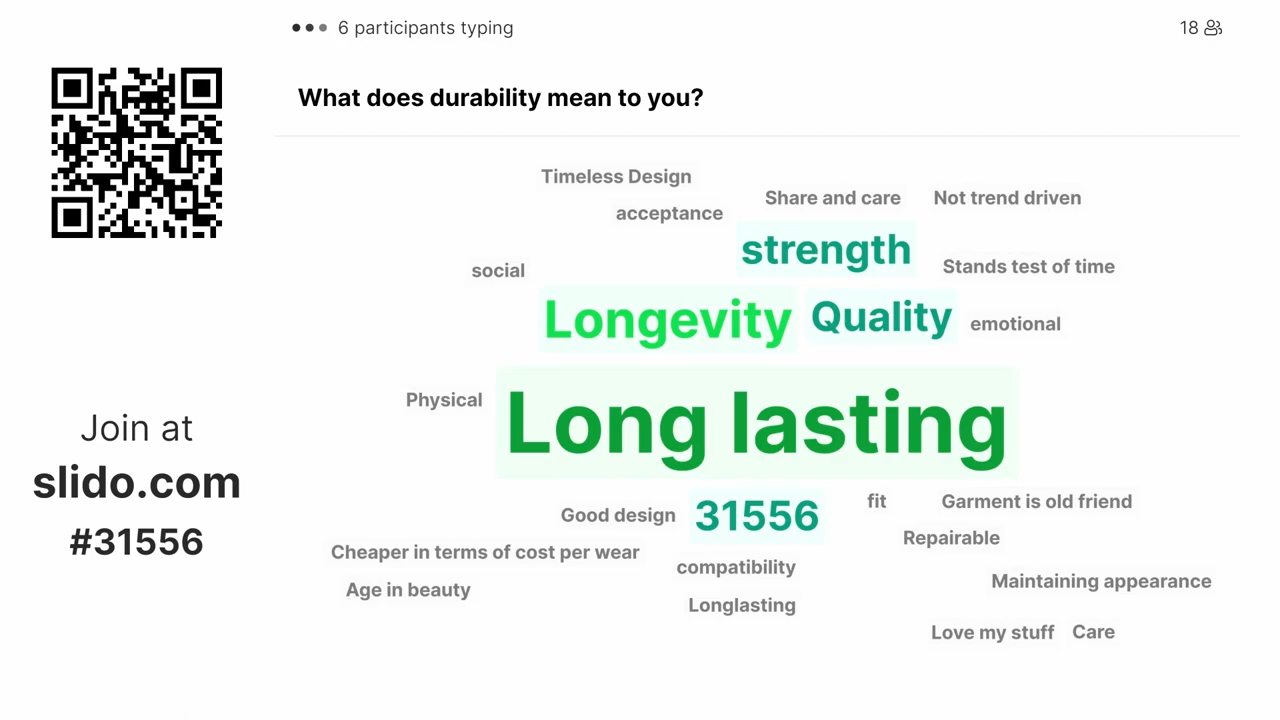 6 participants typing
18
What does durability mean to you?
Timeless Design
Share and care
Not trend driven
acceptance
strength
Stands test of time
social
Longevity
Quality
emotional
Physical
Long lasting
Join at
slido.com
#31556
Good design
31556
fit
Garment is old friend
Repairable
Cheaper in terms of cost per wear
compatibility
Maintaining appearance
Age in beauty
Longlasting
Love my stuff
Care